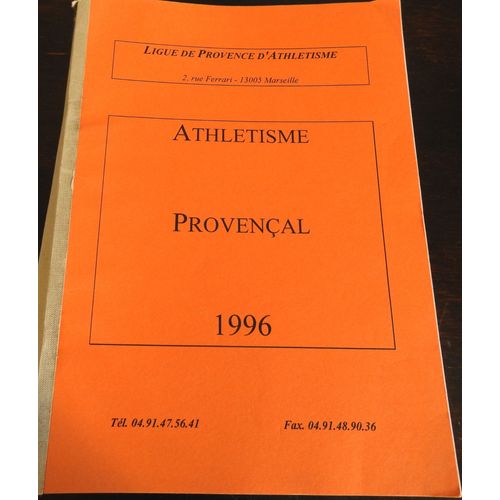 LIGUE DE PROVENCE D'ATHLETISME
2, rue Ferrari - 13005 Marseille
ATHLETISME
PROVENÇAL
1996
Tél. 04.91.47.56.41 Fax. 04.91.48.90.36